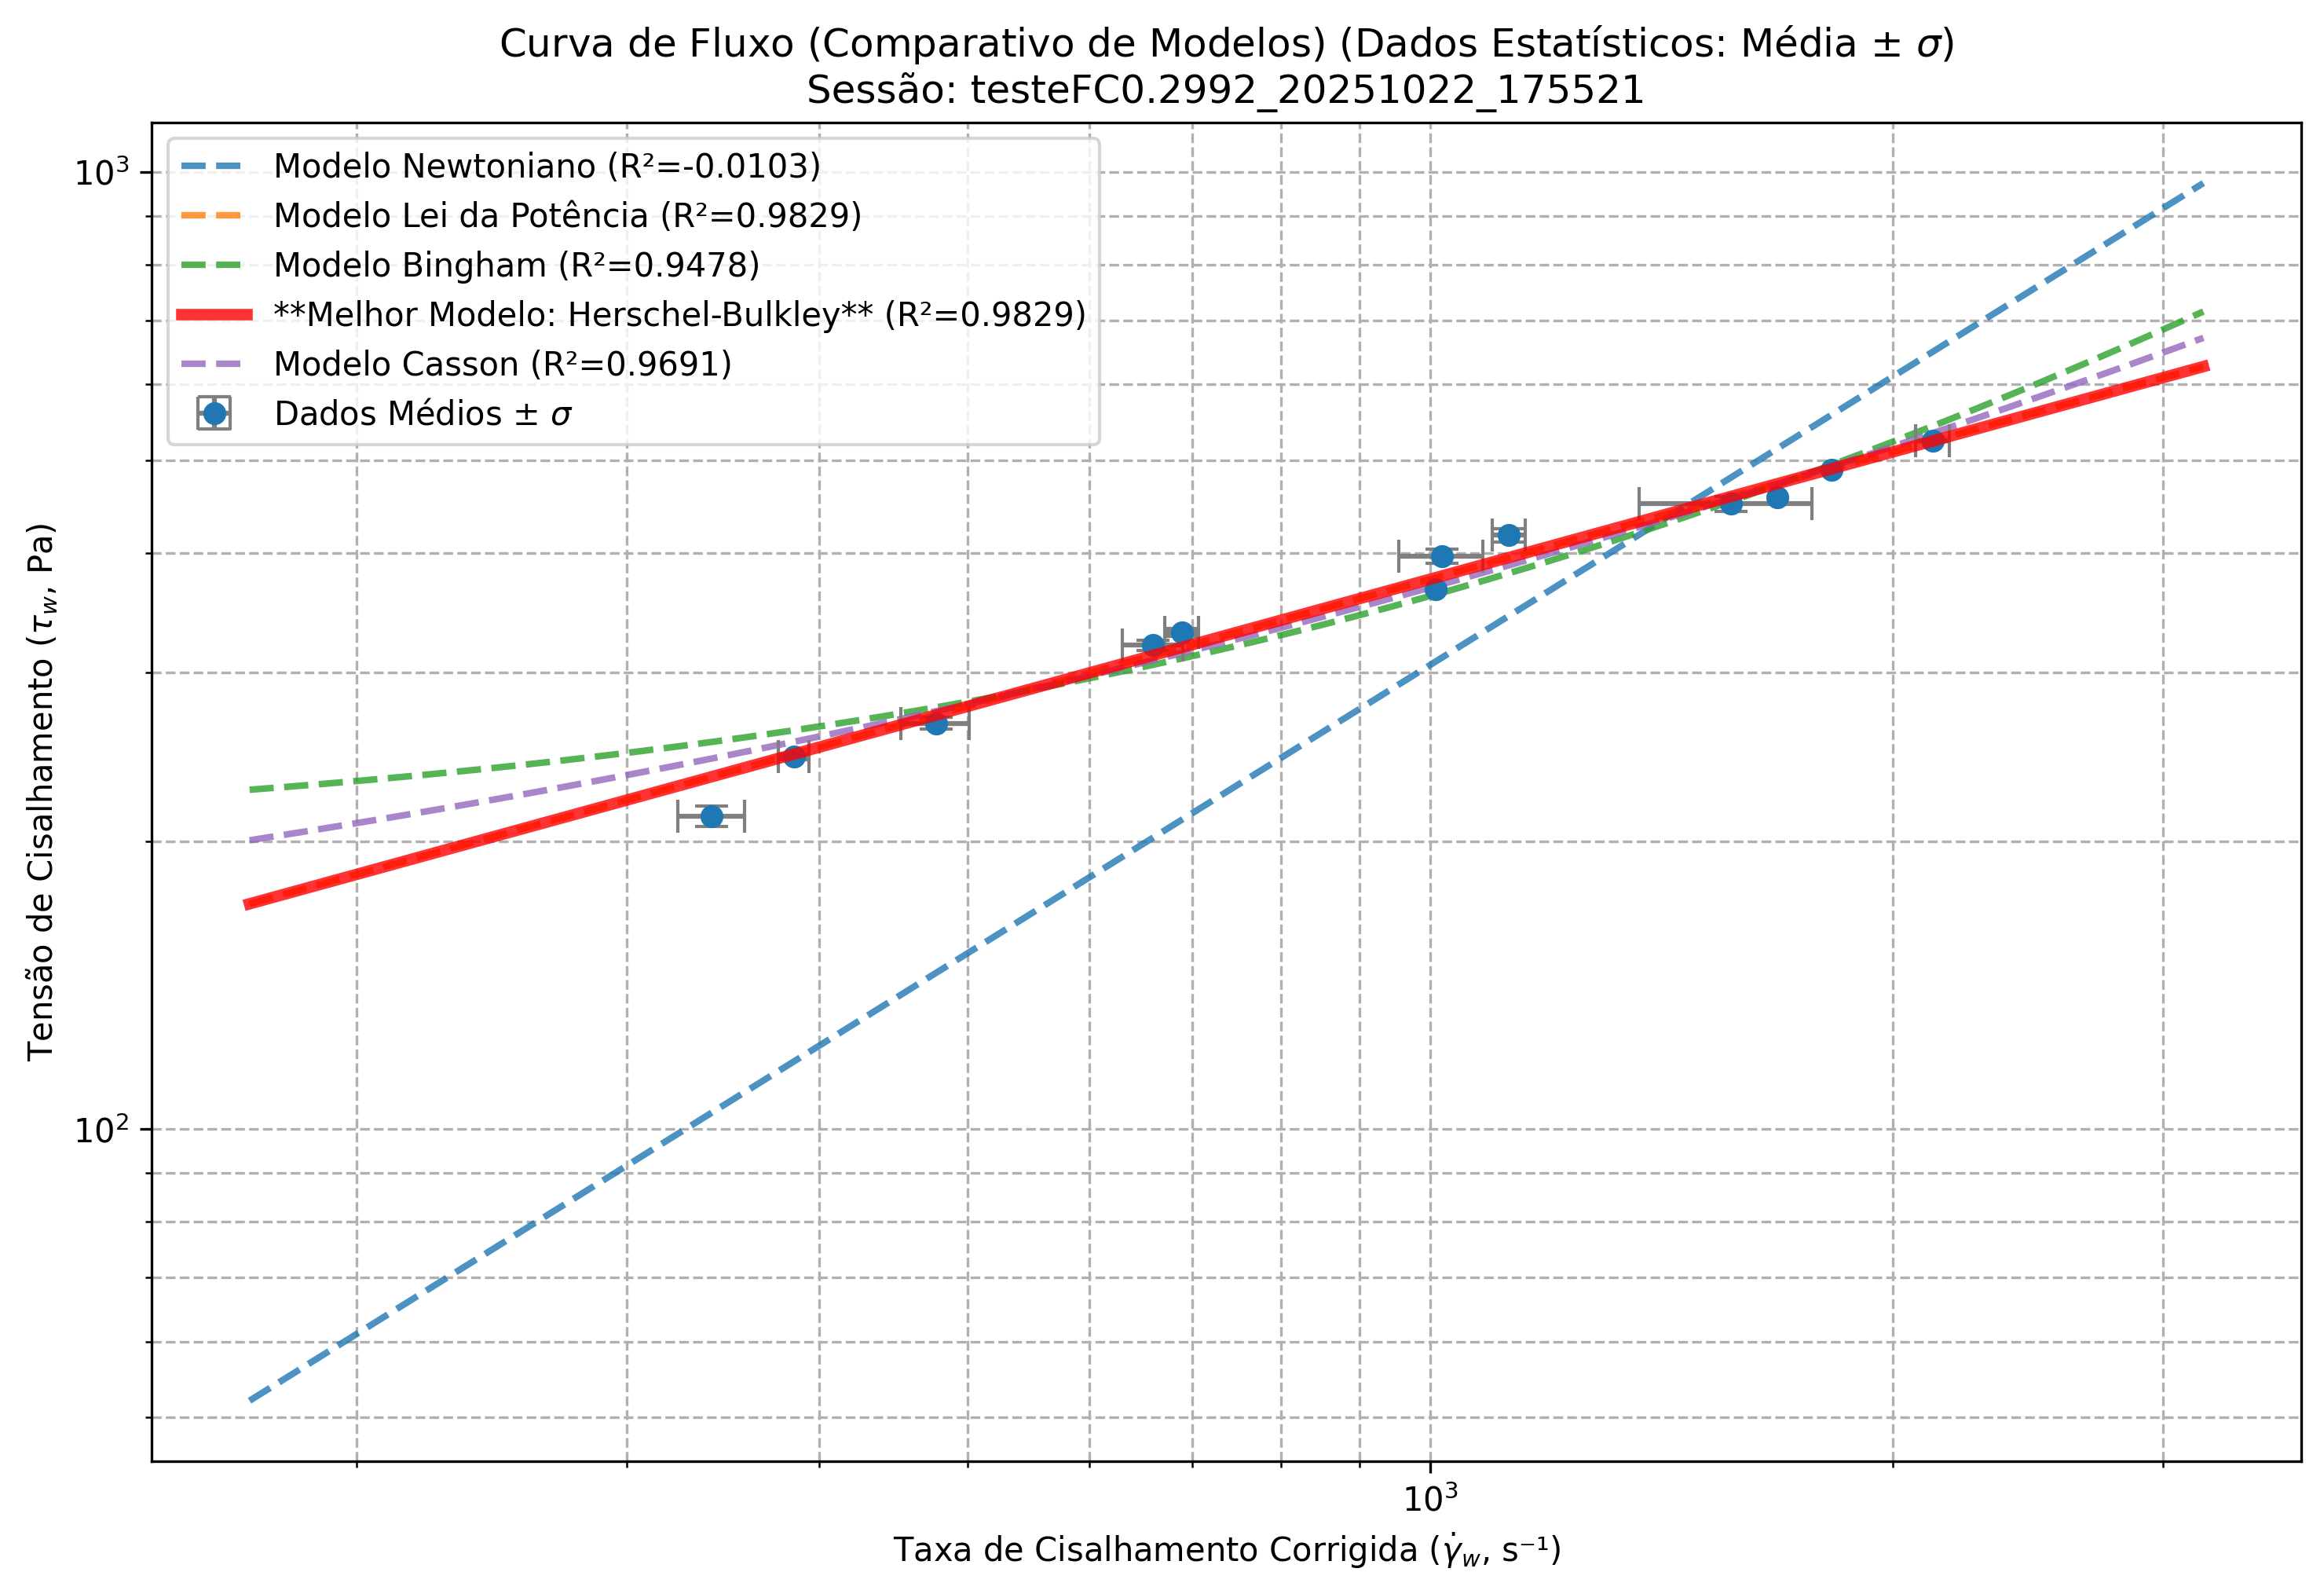 Curva de Fluxo (Comparativo de Modelos) (Dados Estatísticos: Média ± σ)
Sessão: testeFC0.2992_20251022_175521
Modelo Newtoniano (R²=-0.0103)
Modelo Lei da Potência (R²=0.9829)
Modelo Bingham (R²=0.9478)
**Melhor Modelo: Herschel-Bulkley** (R²=0.9829)
Modelo Casson (R²=0.9691)
Dados Médios ± σ
10³
10²
Tensão de Cisalhamento (τ_w, Pa)
10³
Taxa de Cisalhamento Corrigida (γ̇_w, s⁻¹)